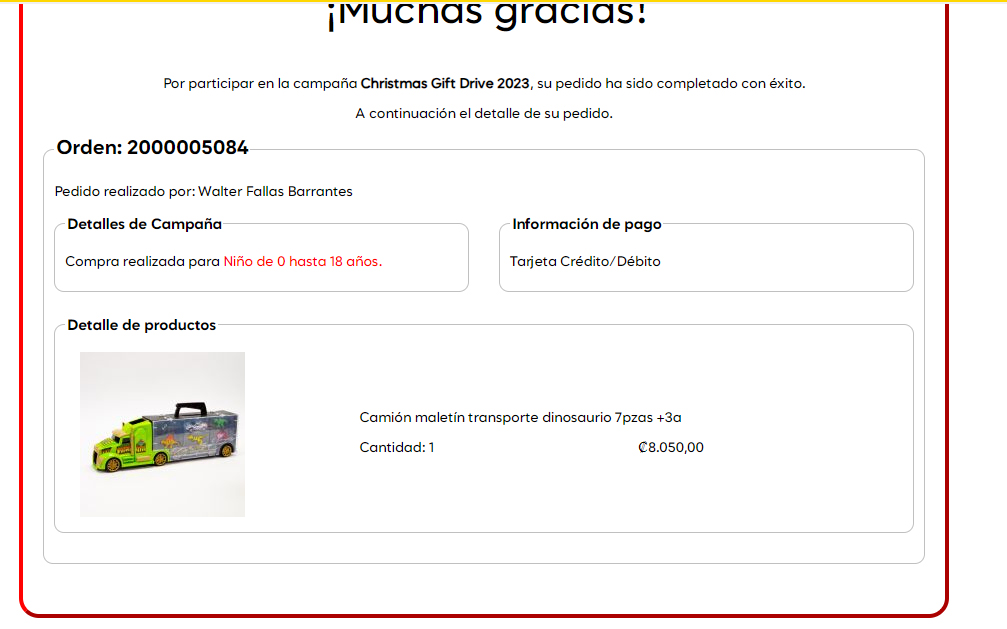 ¡Muchas gracias!
Por participar en la campaña Christmas Gift Drive 2023, su pedido ha sido completado con éxito.
A continuación el detalle de su pedido.
Orden: 2000005084
Pedido realizado por: Walter Fallas Barrantes
Detalles de Campaña
Compra realizada para Niño de 0 hasta 18 años.
Información de pago
Tarjeta Crédito/Débito
Detalle de productos
Camión maletín transporte dinosaurio 7pzas +3a
Cantidad: 1 ₡8.050,00